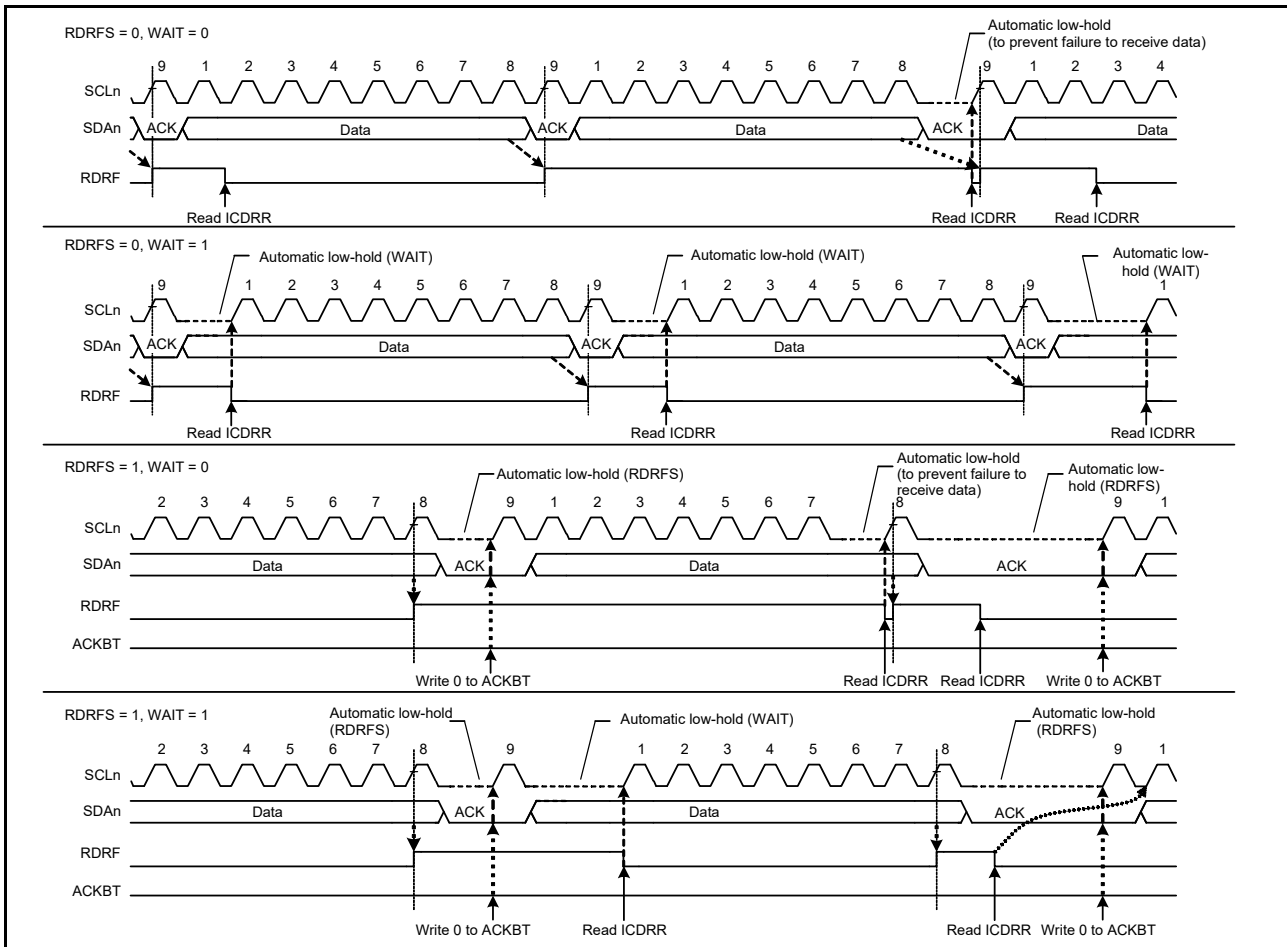 RDRFS = 0, WAIT = 0
Automatic low-hold
(to prevent failure to receive data)
9 1 2 3 4 5 6 7 8 9 1 2 3 4 5 6 7 8 9 1 2 3 4
SCLn
SDAn ACK Data ACK Data ACK Data
RDRF
Read ICDRR Read ICDRR Read ICDRR
RDRFS = 0, WAIT = 1
Automatic low-hold (WAIT) Automatic low-hold (WAIT) Automatic low-
hold (WAIT)
9 1 2 3 4 5 6 7 8 9 1 2 3 4 5 6 7 8 9 1
SCLn
SDAn ACK Data ACK Data ACK
RDRF
Read ICDRR Read ICDRR Read ICDRR
RDRFS = 1, WAIT = 0
Automatic low-hold (RDRFS) Automatic low-hold
(to prevent failure to
receive data)
Automatic low-
hold (RDRFS)
2 3 4 5 6 7 8 9 1 2 3 4 5 6 7 8 9 1
SCLn
SDAn Data ACK Data ACK
RDRF
ACKBT
Write 0 to ACKBT Read ICDRR Read ICDRR Write 0 to ACKBT
RDRFS = 1, WAIT = 1
Automatic low-hold
(RDRFS)
Automatic low-hold (WAIT)
Automatic low-hold
(RDRFS)
2 3 4 5 6 7 8 9 1 2 3 4 5 6 7 8 9 1
SCLn
SDAn Data ACK Data ACK
RDRF
ACKBT
Write 0 to ACKBT Read ICDRR Read ICDRR Write 0 to ACKBT